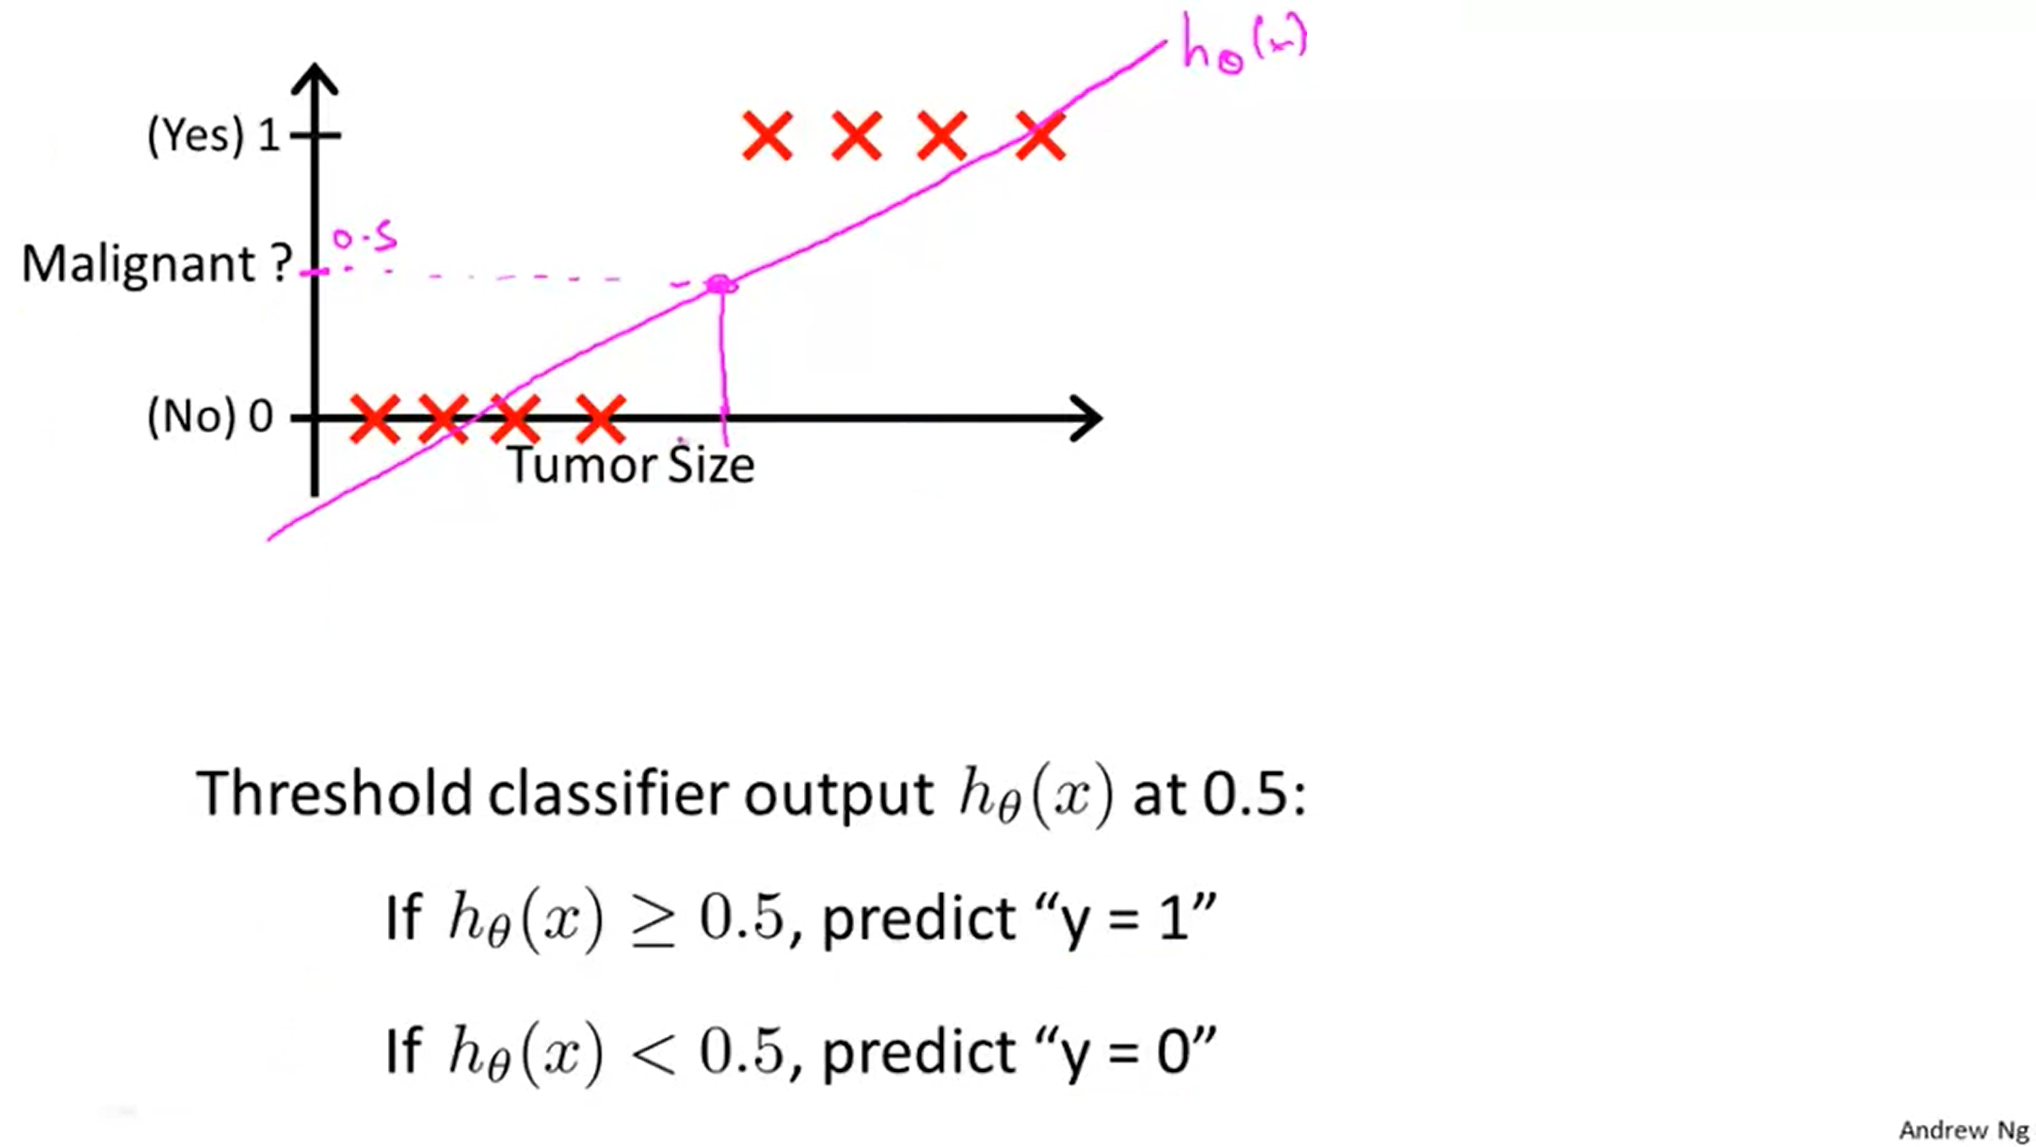 hθ(x)
(Yes) 1
0.5
Malignant ?
(No) 0
Tumor Size
Threshold classifier output hθ(x) at 0.5:
If hθ(x) ≥ 0.5, predict “y = 1”
If hθ(x) < 0.5, predict “y = 0”
Andrew Ng